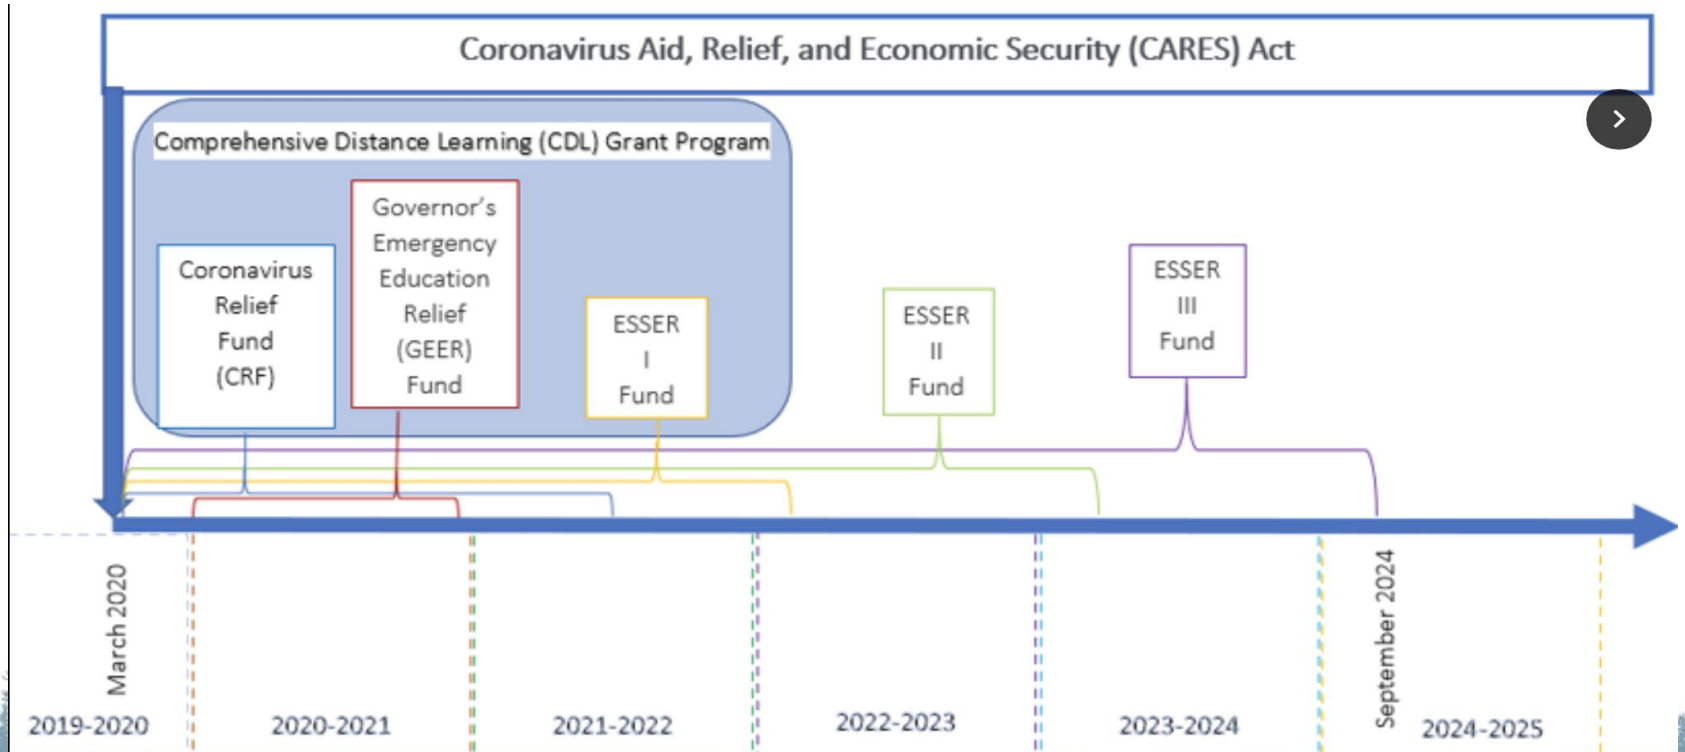 Coronavirus Aid, Relief, and Economic Security (CARES) Act
Comprehensive Distance Learning (CDL) Grant Program
Coronavirus
Relief
Fund
(CRF)
Governor's
Emergency
Education
Relief
(GEER)
Fund
ESSER
I
Fund
ESSER
II
Fund
ESSER
III
Fund
March 2020
September 2024
2019-2020
2020-2021
2021-2022
2022-2023
2023-2024
2024-2025